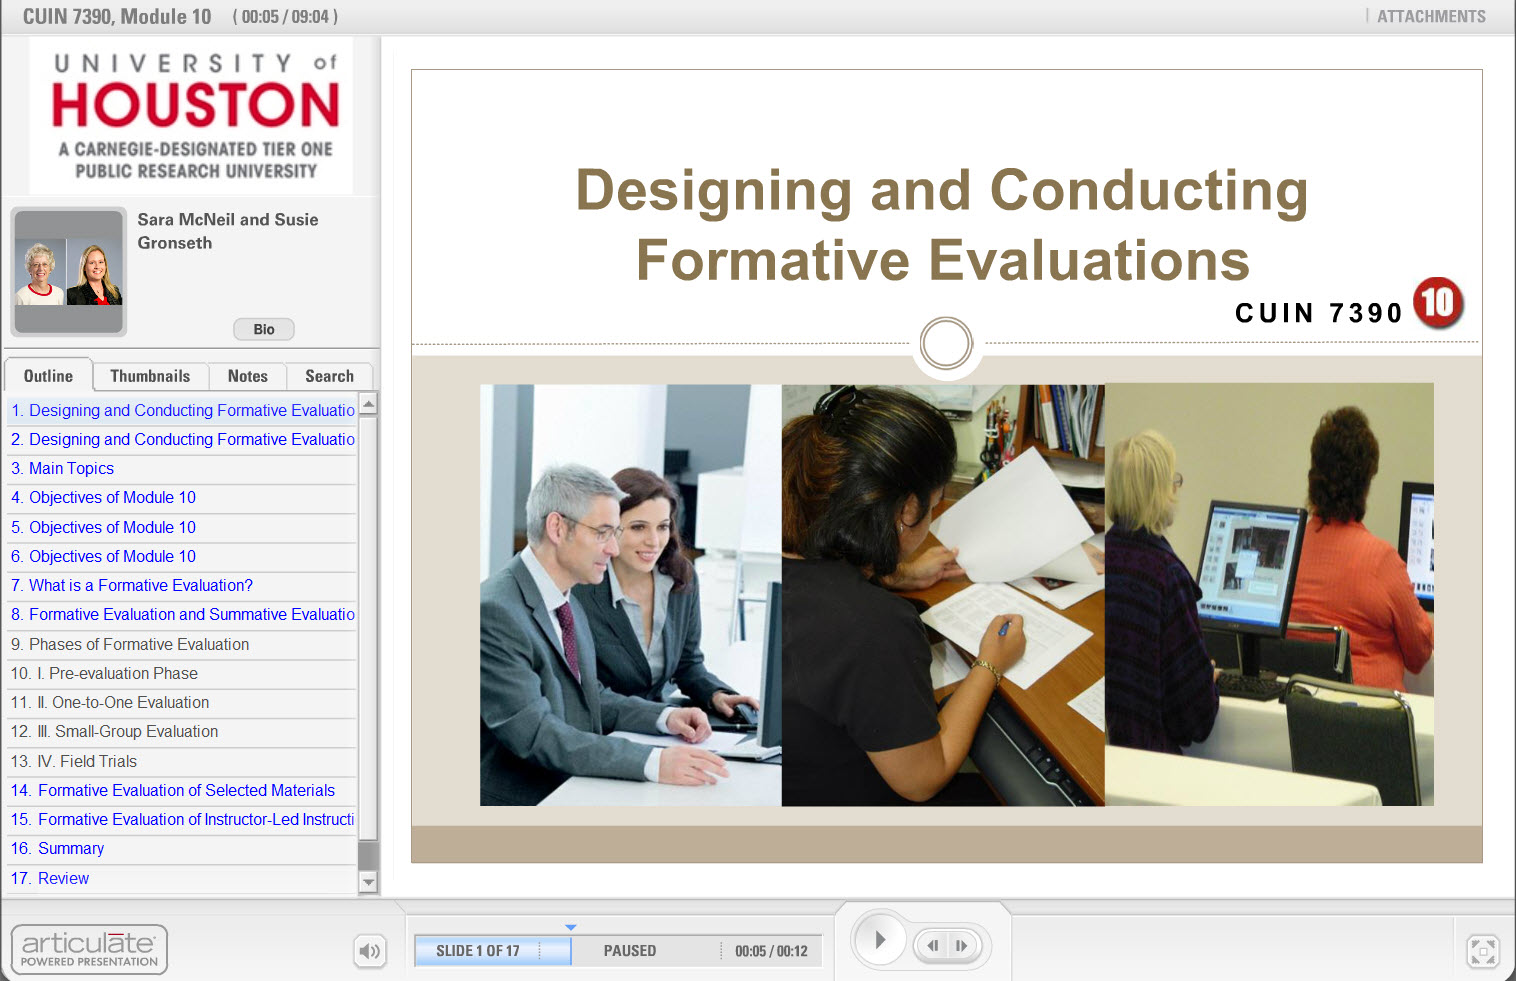 CUIN 7390, Module 10 ( 00:05 / 09:04 )
ATTACHMENTS
UNIVERSITY of
HOUSTON
A CARNEGIE-DESIGNATED TIER ONE
PUBLIC RESEARCH UNIVERSITY
Sara McNeil and Susie
Gronseth
Bio
Outline
Thumbnails
Notes
Search
1. Designing and Conducting Formative Evaluatio
2. Designing and Conducting Formative Evaluatio
3. Main Topics
4. Objectives of Module 10
5. Objectives of Module 10
6. Objectives of Module 10
7. What is a Formative Evaluation?
8. Formative Evaluation and Summative Evaluatio
9. Phases of Formative Evaluation
10. I. Pre-evaluation Phase
11. II. One-to-One Evaluation
12. III. Small-Group Evaluation
13. IV. Field Trials
14. Formative Evaluation of Selected Materials
15. Formative Evaluation of Instructor-Led Instructi
16. Summary
17. Review
Designing and Conducting
Formative Evaluations
CUIN 7390 10
articulate
POWERED PRESENTATION
SLIDE 1 OF 17
PAUSED
00:05 / 00:12